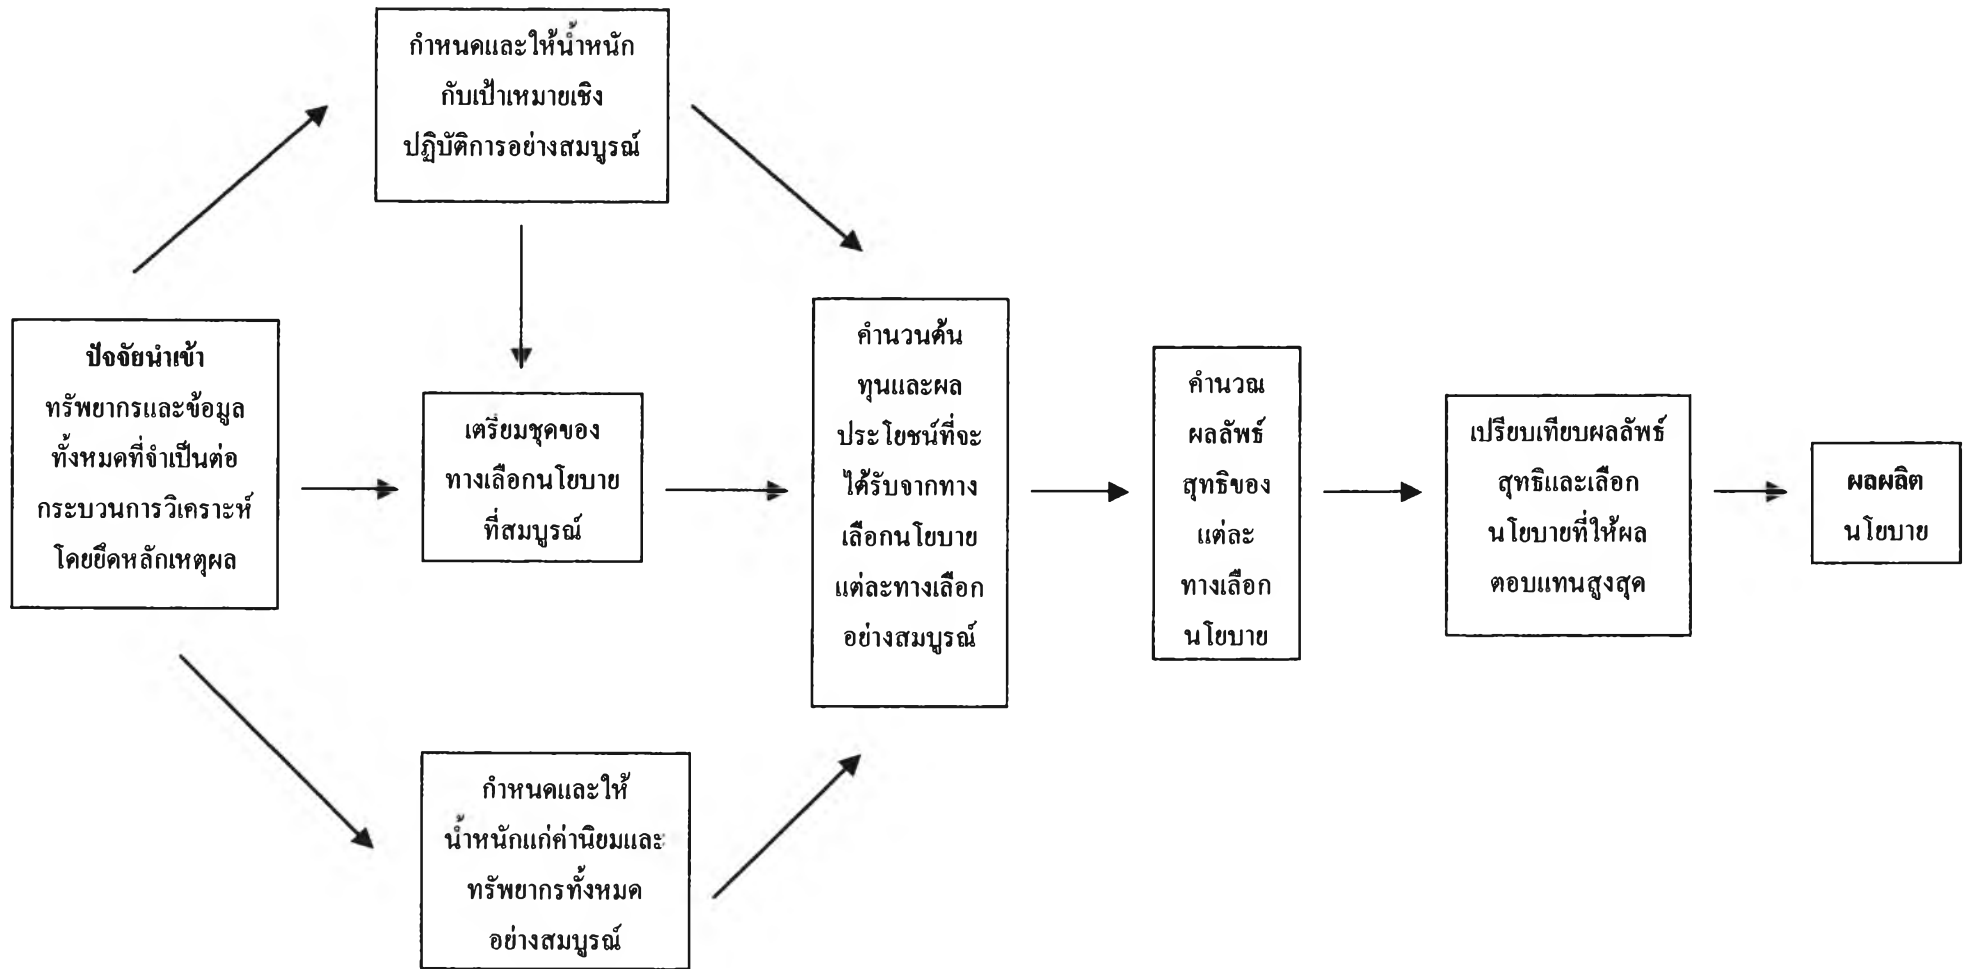 กำหนดและให้น้ำหนัก
กับเป้าเหมายเชิง
ปฏิบัติการอย่างสมบูรณ์
ปัจจัยนำเข้า
ทรัพยากรและข้อมูล
ทั้งหมดที่จำเป็นต่อ
กระบวนการวิเคราะห์
โดยยึดหลักเหตุผล
เตรียมชุดของ
ทางเลือกนโยบาย
ที่สมบูรณ์
กำหนดและให้
น้ำหนักแก่ค่านิยมและ
ทรัพยากรทั้งหมด
อย่างสมบูรณ์
คำนวนต้น
ทุนและผล
ประโยชน์ที่จะ
ได้รับจากทาง
เลือกนโยบาย
แต่ละทางเลือก
อย่างสมบูรณ์
คำนวณ
ผลลัพธ์
สุทธิของ
แต่ละ
ทางเลือก
นโยบาย
เปรียบเทียบผลลัพธ์
สุทธิและเลือก
นโยบายที่ให้ผล
ตอบแทนสูงสุด
ผลผลิต
นโยบาย